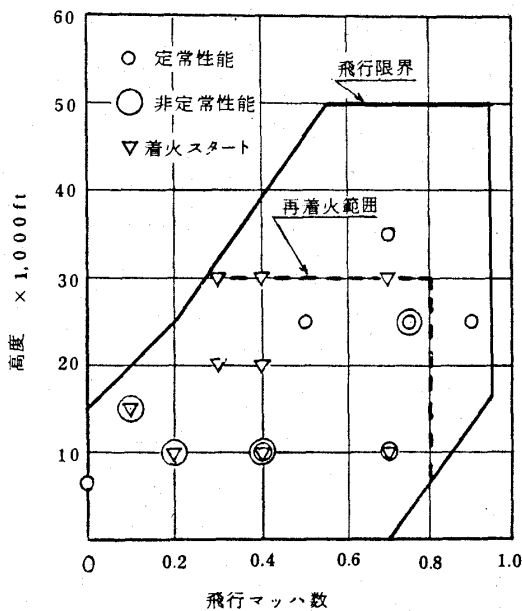 60
50
40
30
20
10
高度 ×1,000ft
定常性能
非定常性能
着火スタート
飛行限界
再着火範囲
0 0.2 0.4 0.6 0.8 1.0
飛行マッハ数